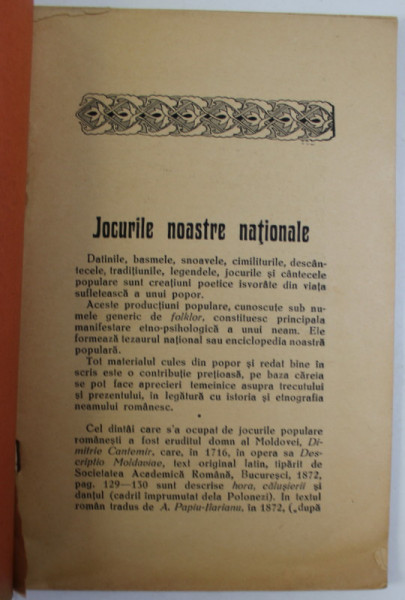 Jocurile noastre naţionale
Datinile, basmele, snoavele, cimiliturile, descân-
tecele, tradiţiunile, legendele, jocurile şi cântecele
populare sunt creaţiuni poetice isvorâte din viaţa
sufletească a unui popor.
Aceste producţiuni populare, cunoscute sub nu-
mele generic de folklor, constituesc principala
manifestare etno-psihologică a unui neam. Ele
formează tezaurul naţional sau enciclopedia noastră
populară.
Tot materialul cules din popor şi redat bine în
scris este o contribuţie preţioasă, pe baza căreia
se pot face aprecieri temeinice asupra trecutului
şi prezentului, în legătură cu istoria şi etnografia
neamului românesc.
*
Cel dintâi care s'a ocupat de jocurile populare
româneşti a fost eruditul domn al Moldovei, Di-
mitrie Cantemir, care, în 1716, în opera sa Des-
criptio Moldaviae, text original latin, tipărit de
Societatea Academică Română, Bucureşci, 1872,
pag. 129—130 sunt descrise hora, căluşierii şi
danţul (cadril împrumutat dela Polonezi). In textul
român tradus de A. Papiu-Ilarianu, în 1872, („după